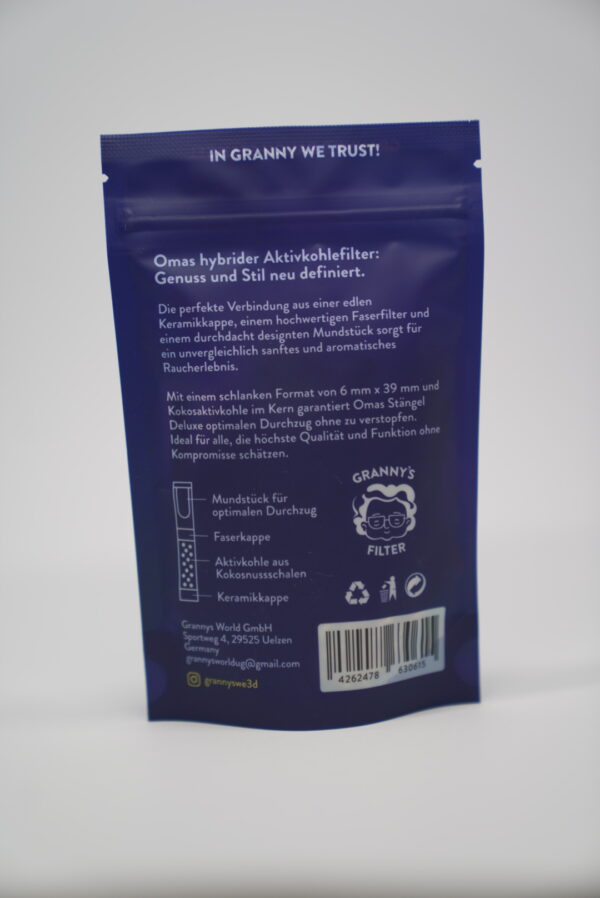 IN GRANNY WE TRUST!
Omas hybrider Aktivkohlefilter:
Genuss und Stil neu definiert.
Die perfekte Verbindung aus einer edlen
Keramikkappe, einem hochwertigen Faserfilter und
einem durchdacht designten Mundstück sorgt für
ein unvergleichlich sanftes und aromatisches
Raucherlebnis.
Mit einem schlanken Format von 6 mm x 39 mm und
Kokosaktivkohle im Kern garantiert Omas Stängel
Deluxe optimalen Durchzug ohne zu verstopfen.
Ideal für alle, die höchste Qualität und Funktion ohne
Kompromisse schätzen.
Mundstück für
optimalen Durchzug
Faserkappe
Aktivkohle aus
Kokosnussschalen
Keramikkappe
GRANNY'S
FILTER
Grannys World GmbH
Sportweg 4, 29525 Uelzen
Germany
grannysworldug@gmail.com
grannyswe3d
4262478 630615